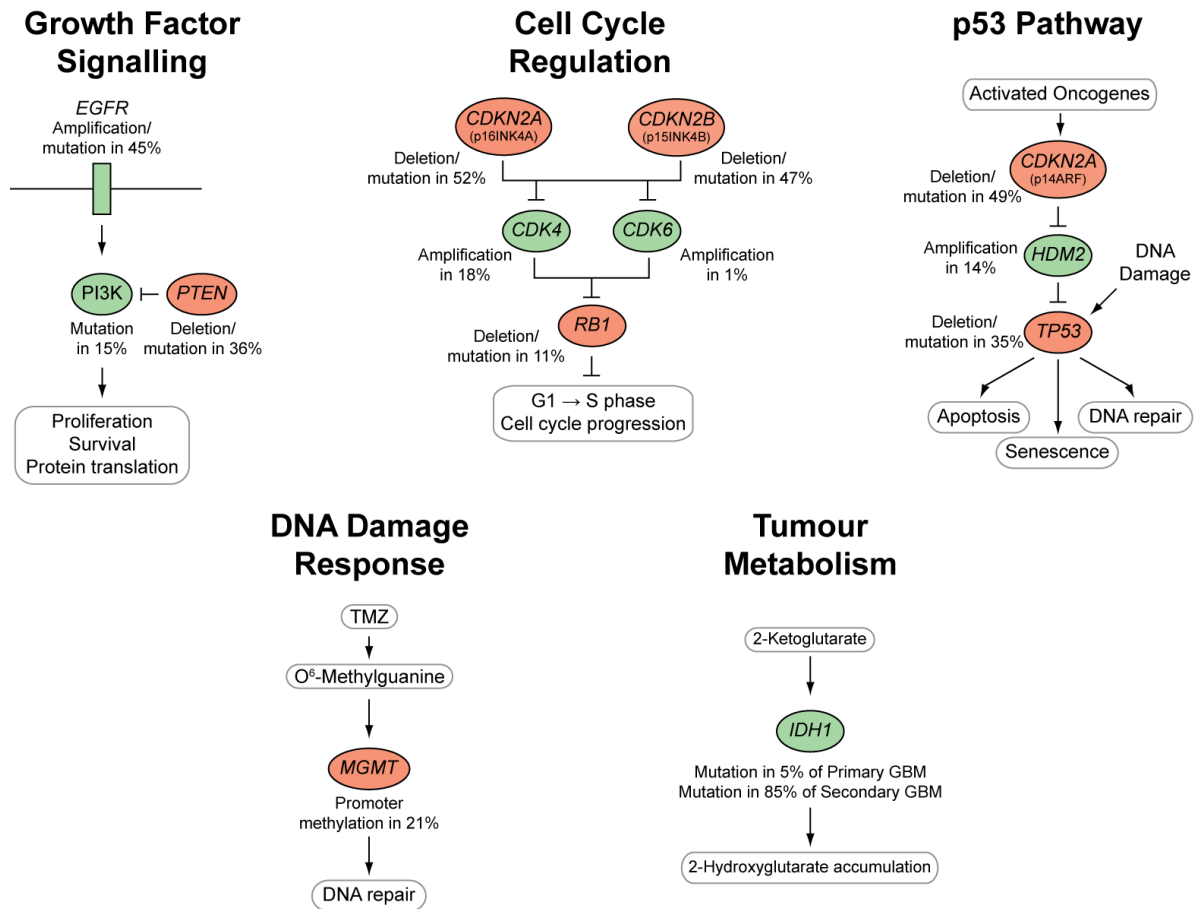 Growth Factor
Signalling
EGFR
Amplification/
mutation in 45%
PI3K
PTEN
Mutation
in 15%
Deletion/
mutation in 36%
Proliferation
Survival
Protein translation
Cell Cycle
Regulation
CDKN2A
(p16INK4A)
CDKN2B
(p15INK4B)
Deletion/
mutation in 52%
Deletion/
mutation in 47%
CDK4
CDK6
Amplification
in 18%
Amplification
in 1%
RB1
Deletion/
mutation in 11%
G1 → S phase
Cell cycle progression
p53 Pathway
Activated Oncogenes
CDKN2A
(p14ARF)
Deletion/
mutation in 49%
HDM2
Amplification
in 14%
DNA
Damage
TP53
Deletion/
mutation in 35%
Apoptosis
DNA repair
Senescence
DNA Damage
Response
TMZ
O⁶-Methylguanine
MGMT
Promoter
methylation in 21%
DNA repair
Tumour
Metabolism
2-Ketoglutarate
IDH1
Mutation in 5% of Primary GBM
Mutation in 85% of Secondary GBM
2-Hydroxyglutarate accumulation